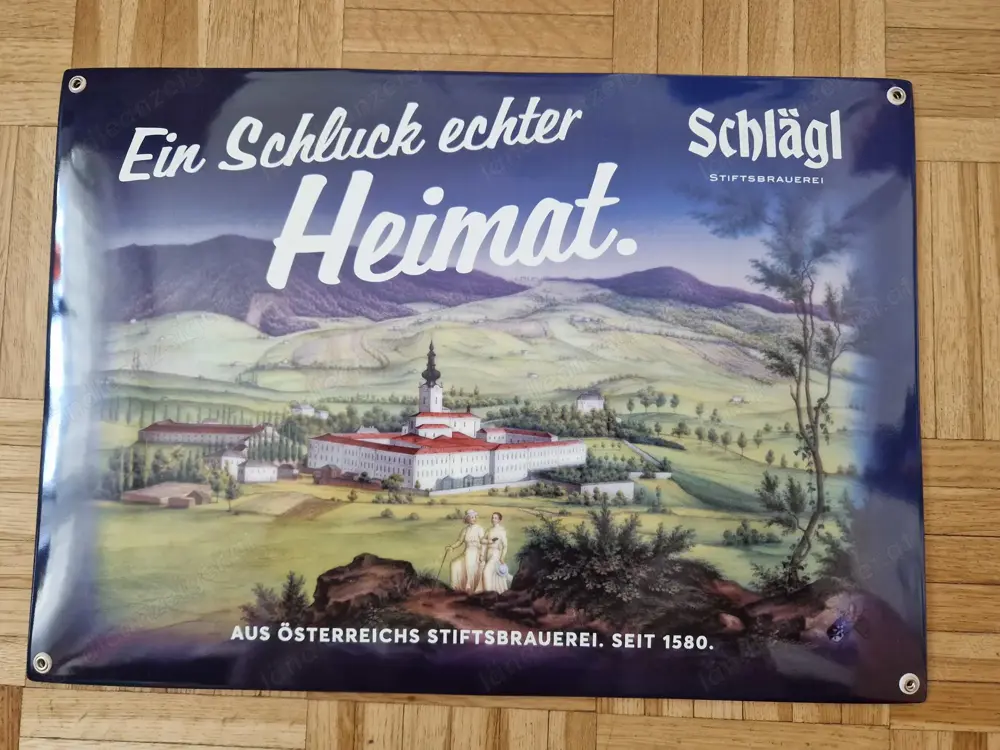 Ein Schluck echter
Heimat.
Schlägl
STIFTSBRAUEREI
AUS ÖSTERREICHS STIFTSBRAUEREI. SEIT 1580.